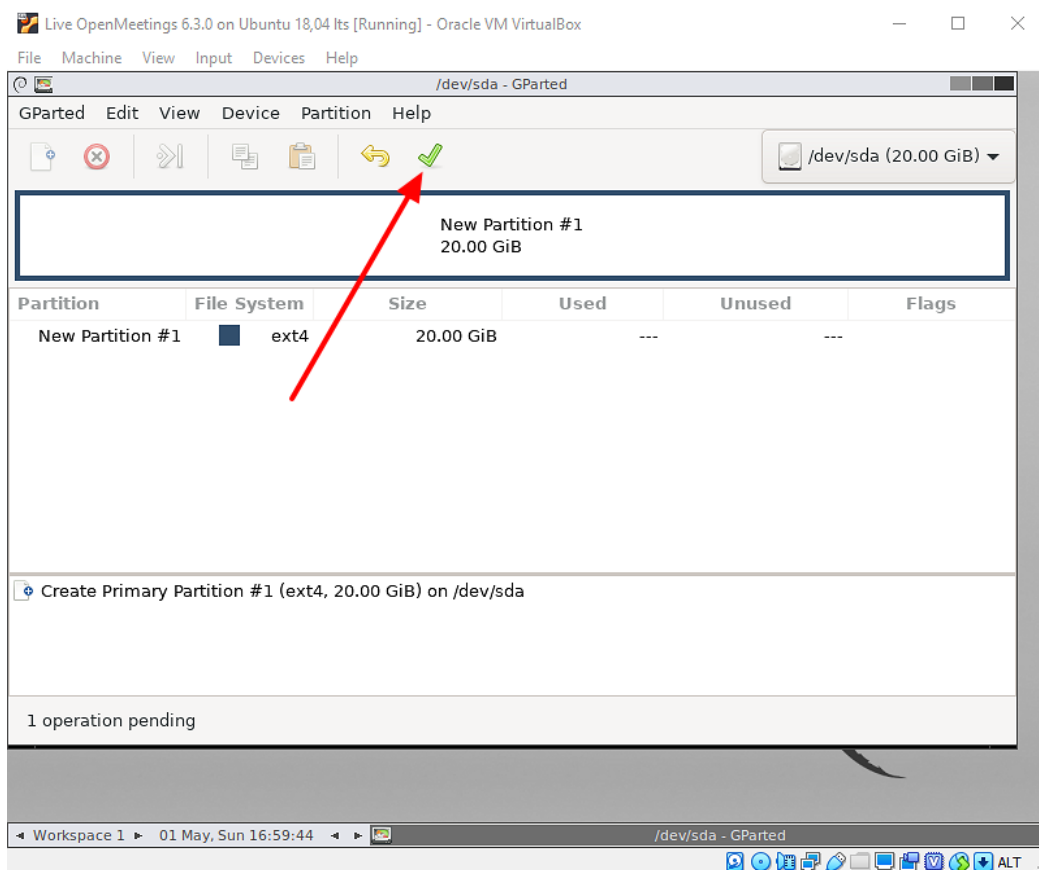 Live OpenMeetings 6.3.0 on Ubuntu 18,04 lts [Running] - Oracle VM VirtualBox
File Machine View Input Devices Help
/dev/sda - GParted
GParted Edit View Device Partition Help
/dev/sda (20.00 GiB)
New Partition #1
20.00 GiB
Partition File System Size Used Unused Flags
New Partition #1 ext4 20.00 GiB --- ---
Create Primary Partition #1 (ext4, 20.00 GiB) on /dev/sda
1 operation pending
Workspace 1 01 May, Sun 16:59:44 /dev/sda - GParted
ALT